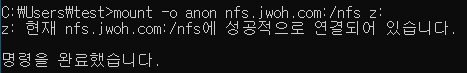 C:₩Users₩test>mount -o anon nfs.jwoh.com:/nfs z:
z: 현재 nfs.jwoh.com:/nfs에 성공적으로 연결되어 있습니다.
명령을 완료했습니다.